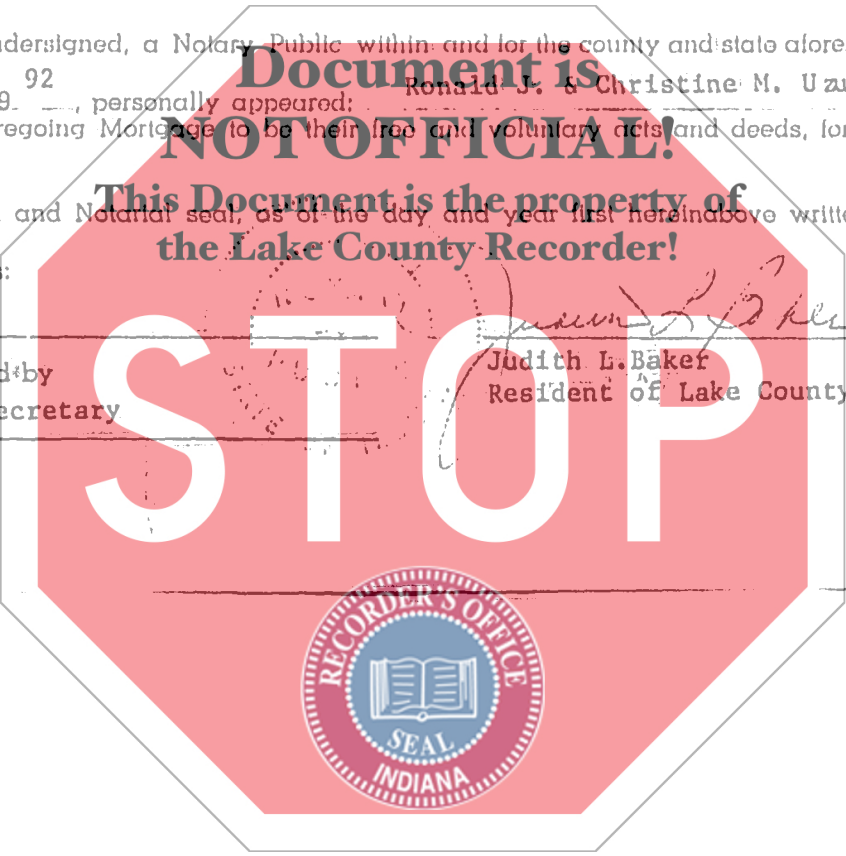 ndersigned, a Notary Public within and for the county and state afore
Document is
92 Ronald J. & Christine M. Uzu
9 , personally appeared:
NOT OFFICIAL!
regoing Mortgage to be their free and voluntary acts and deeds, for
This Document is the property of
and Notarial seal, as of the day and year first hereinabove writte
the Lake County Recorder!
s:
STOP
Judith L. Baker
d by
Resident of Lake County
ecretary
RECORDER'S OFFICE
SEAL
INDIANA